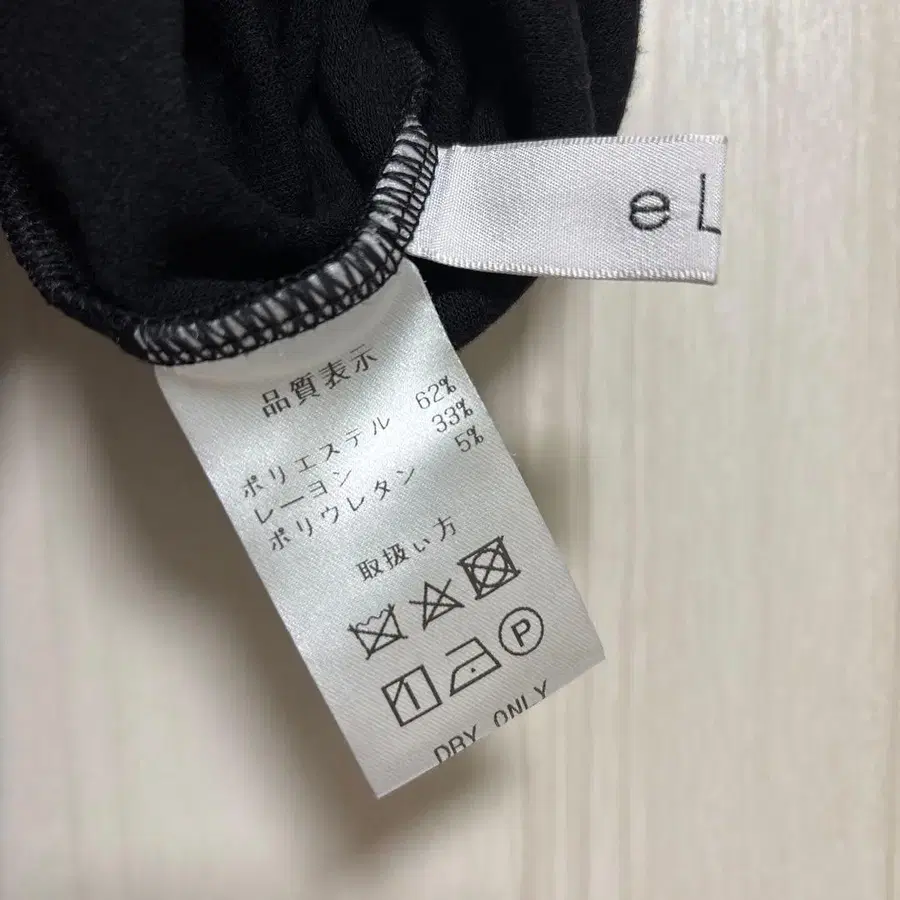 e L
品質表示
ポリエステル 62%
レーヨン 33%
ポリウレタン 5%
取扱い方
P
DRY ONLY